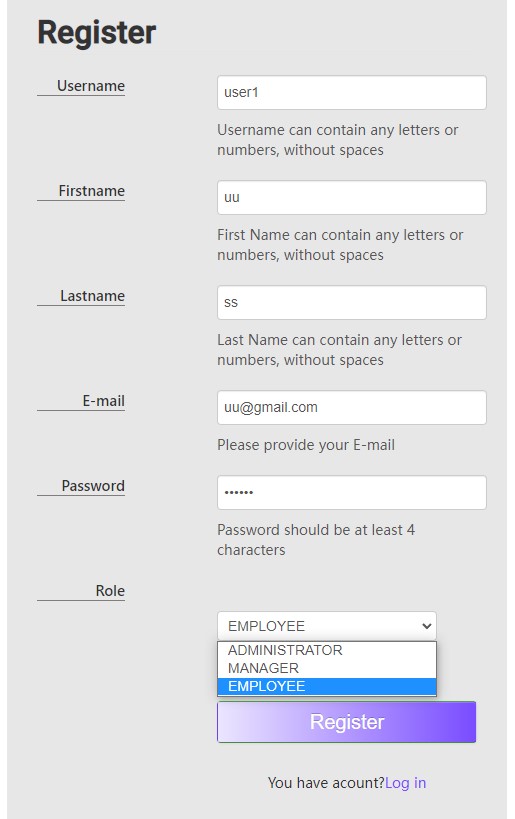 Register
Username
user1
Username can contain any letters or
numbers, without spaces
Firstname
uu
First Name can contain any letters or
numbers, without spaces
Lastname
ss
Last Name can contain any letters or
numbers, without spaces
E-mail
uu@gmail.com
Please provide your E-mail
Password
••••••
Password should be at least 4
characters
Role
EMPLOYEE
ADMINISTRATOR
MANAGER
EMPLOYEE
Register
You have acount?Log in